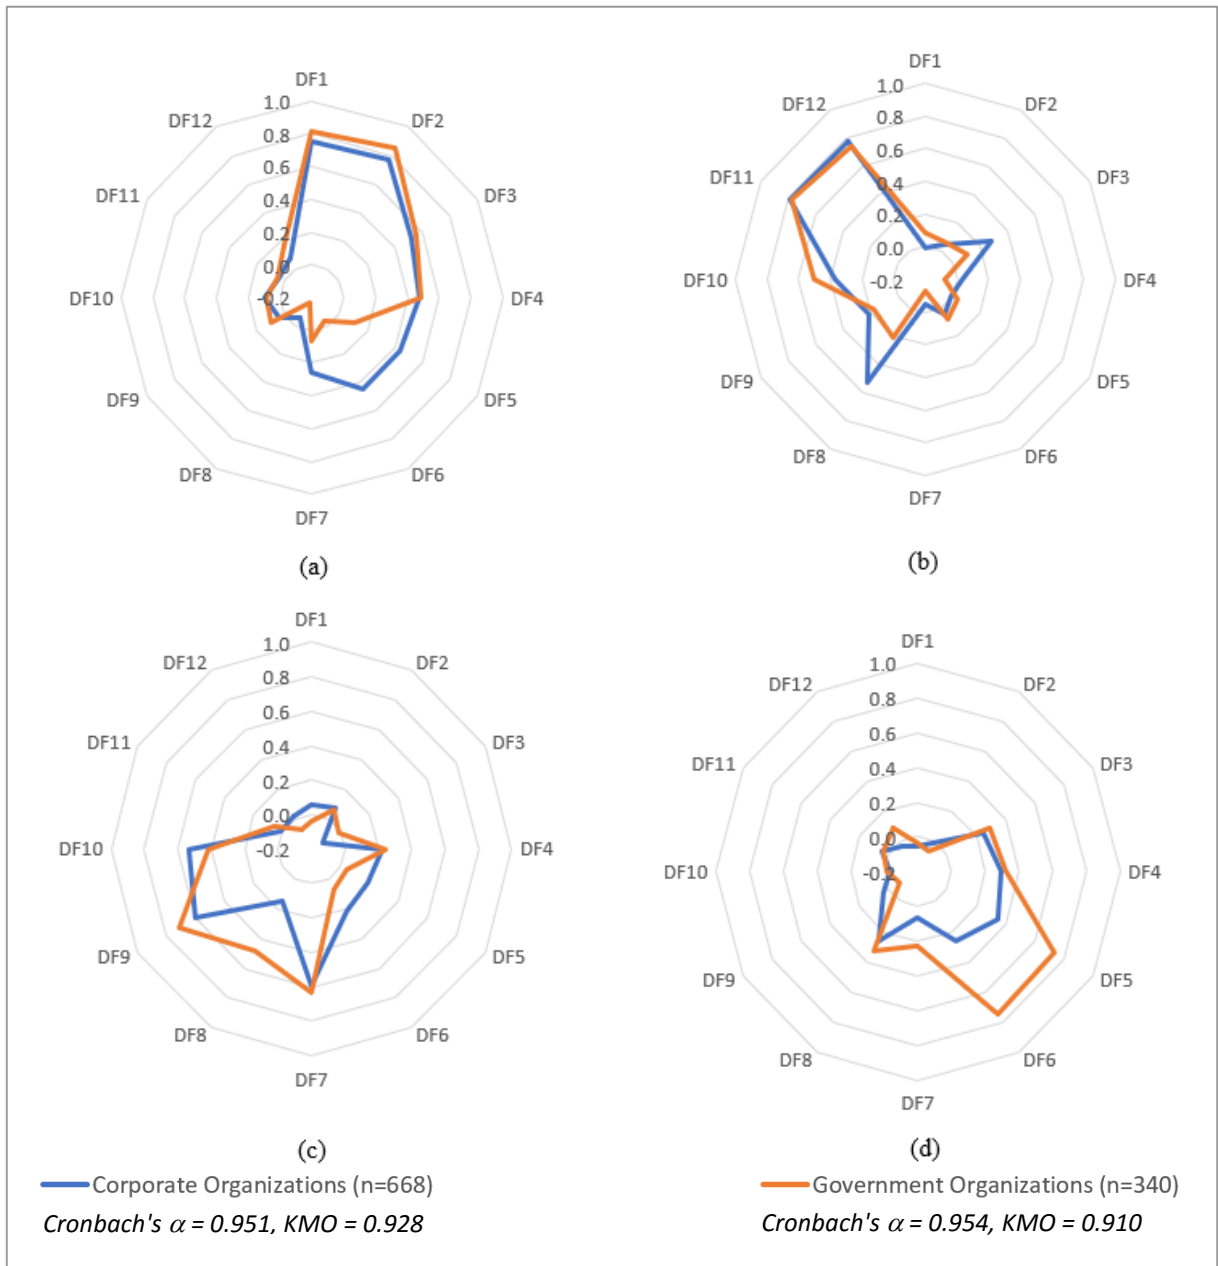 DF1
1.0
DF12
DF2
0.8
0.6
DF11
0.4
DF3
0.2
0.0
DF10
-0.2
DF4
DF9
DF5
DF8
DF6
DF7
(a)
DF1
1.0
DF12
DF2
0.8
0.6
DF11
0.4
DF3
0.2
0.0
DF10
-0.2
DF4
DF9
DF5
DF8
DF6
DF7
(b)
DF1
1.0
DF12
DF2
0.8
0.6
DF11
0.4
DF3
0.2
0.0
DF10
-0.2
DF4
DF9
DF5
DF8
DF6
DF7
(c)
DF1
1.0
DF12
DF2
0.8
0.6
DF11
0.4
DF3
0.2
0.0
DF10
-0.2
DF4
DF9
DF5
DF8
DF6
DF7
(d)
Corporate Organizations (n=668)
Cronbach's α = 0.951, KMO = 0.928
Government Organizations (n=340)
Cronbach's α = 0.954, KMO = 0.910